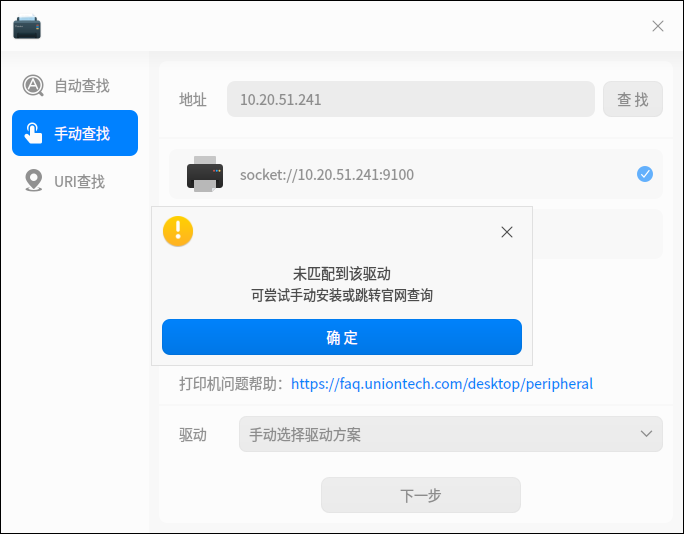 自动查找
手动查找
URI查找
地址
10.20.51.241
查 找
socket://10.20.51.241:9100
未匹配到该驱动
可尝试手动安装或跳转官网查询
确 定
打印机问题帮助：https://faq.uniontech.com/desktop/peripheral
驱动
手动选择驱动方案
下一步